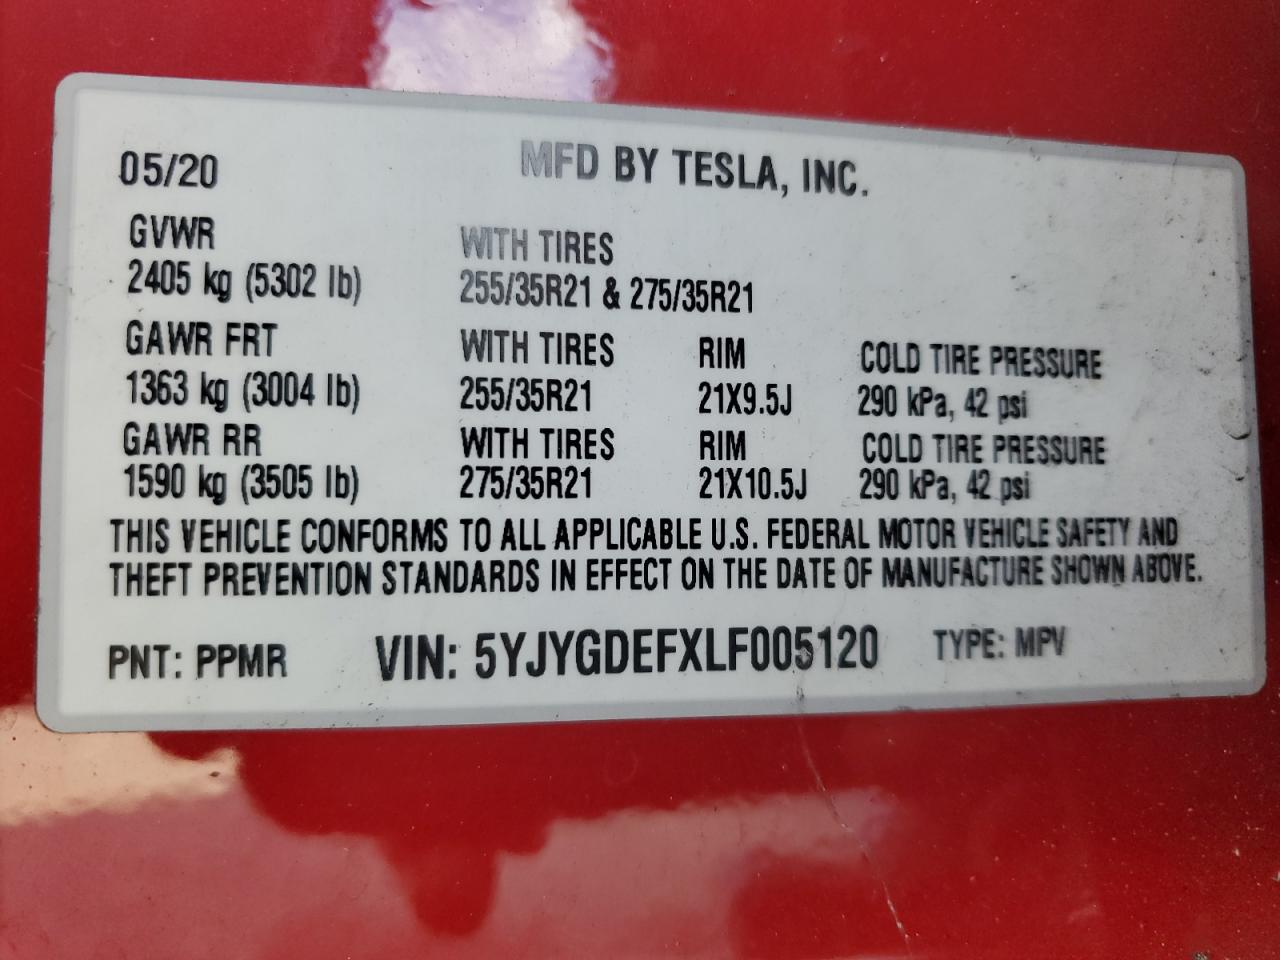 05/20 MFD BY TESLA, INC.
GVWR WITH TIRES
2405 kg (5302 lb) 255/35R21 & 275/35R21
GAWR FRT WITH TIRES RIM COLD TIRE PRESSURE
1363 kg (3004 lb) 255/35R21 21X9.5J 290 kPa, 42 psi
GAWR RR WITH TIRES RIM COLD TIRE PRESSURE
1590 kg (3505 lb) 275/35R21 21X10.5J 290 kPa, 42 psi
THIS VEHICLE CONFORMS TO ALL APPLICABLE U.S. FEDERAL MOTOR VEHICLE SAFETY AND
THEFT PREVENTION STANDARDS IN EFFECT ON THE DATE OF MANUFACTURE SHOWN ABOVE.
PNT: PPMR VIN: 5YJYGDEFXLF005120 TYPE: MPV